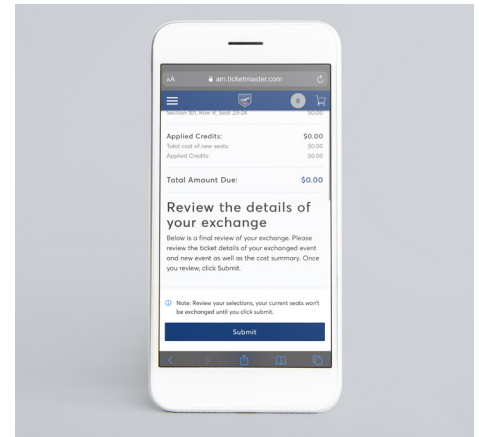 AA am.ticketmaster.com
Section 101, Row R, Seat 23-24 $0.00
Applied Credits: $0.00
Total cost of new seats: $0.00
Applied Credits: $0.00
Total Amount Due: $0.00
Review the details of
your exchange
Below is a final review of your exchange. Please
review the ticket details of your exchanged event
and new event as well as the cost summary. Once
you review, click Submit.
Note: Review your selections, your current seats won't
be exchanged until you click submit.
Submit